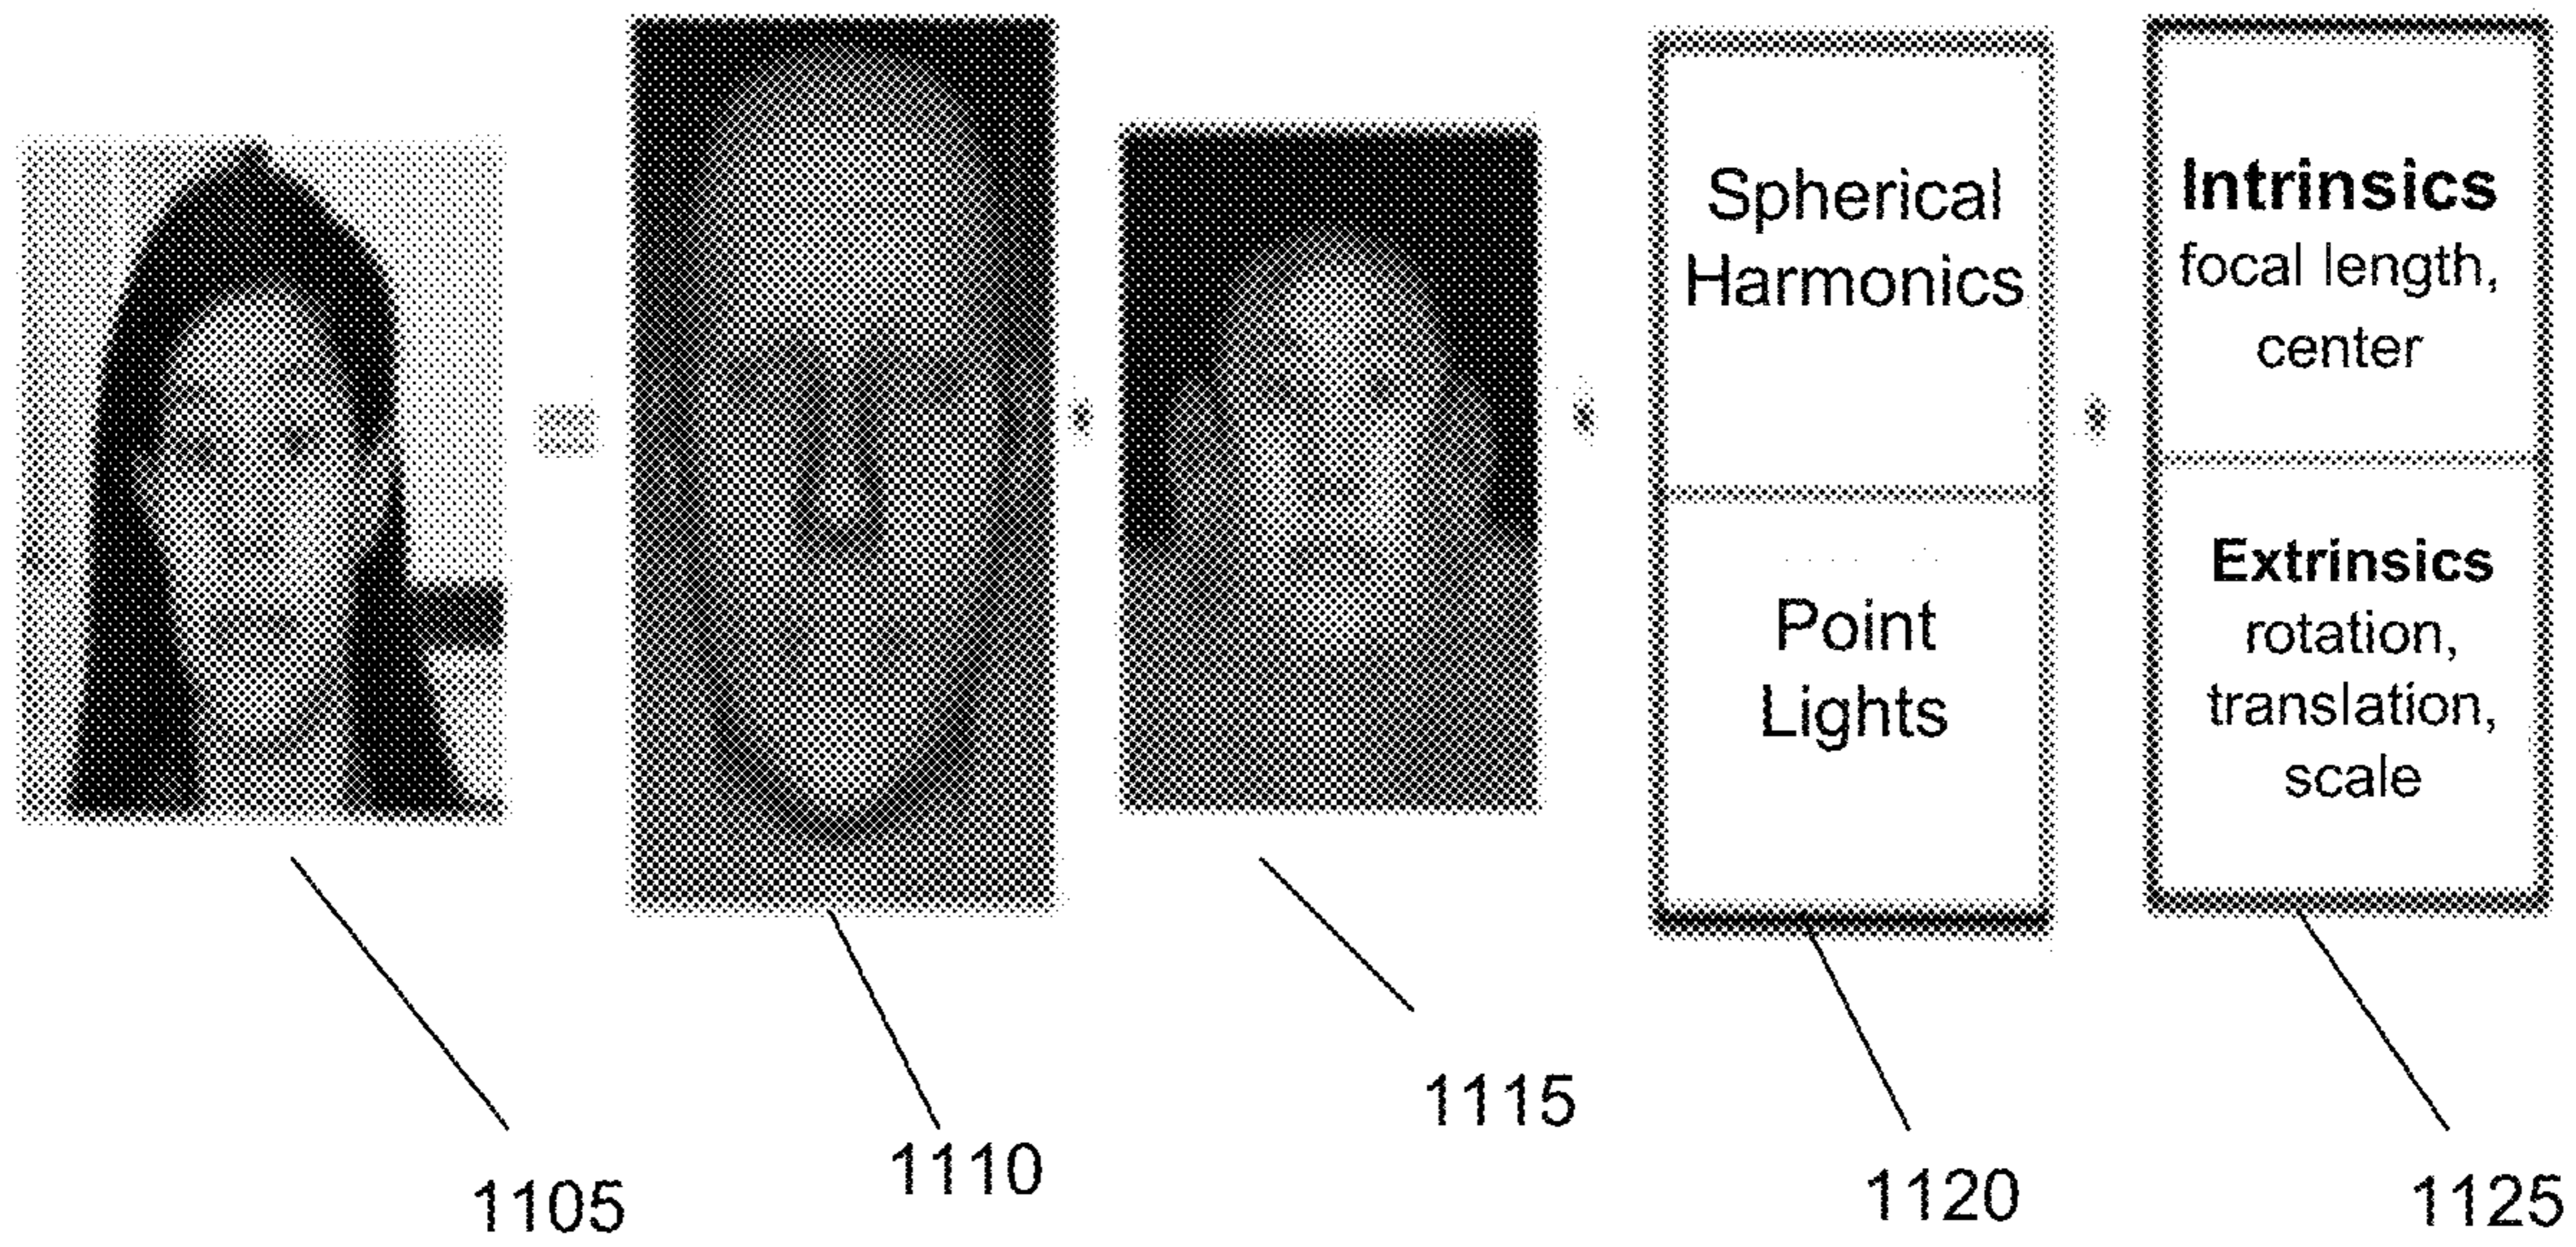 Spherical
Harmonics
Point
Lights
Intrinsics
focal length,
center
Extrinsics
rotation,
translation,
scale
1105
1110
1115
1120
1125